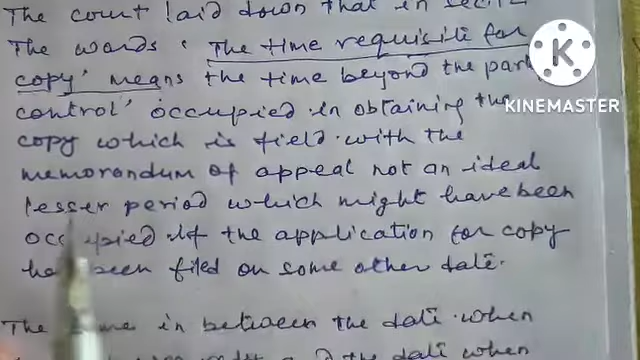 The court laid down that in
The words 'The time requisite for
copy' means the time beyond the
control' occupied in obtaining the
copy which is field with the
memorandum of appeal not an ideal
lesser period which might have been
occupied if the application for copy
been filed on some other date.
The in between the date when
the date when
K
KINEMASTER